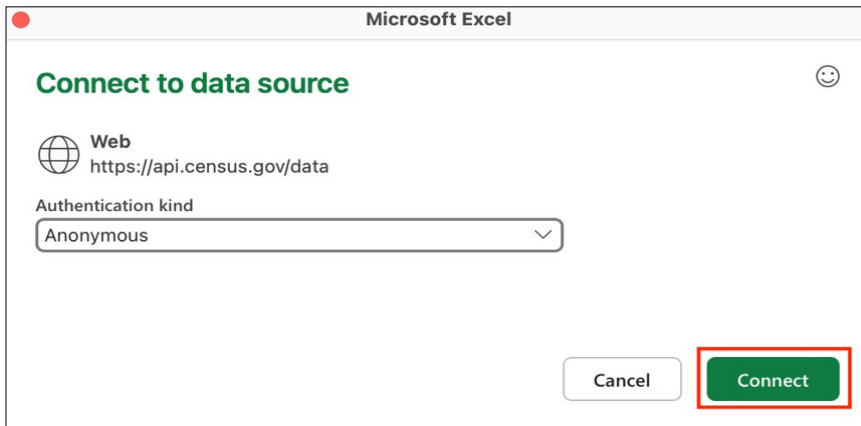 Microsoft Excel
Connect to data source
Web
https://api.census.gov/data
Authentication kind
Anonymous
Cancel
Connect